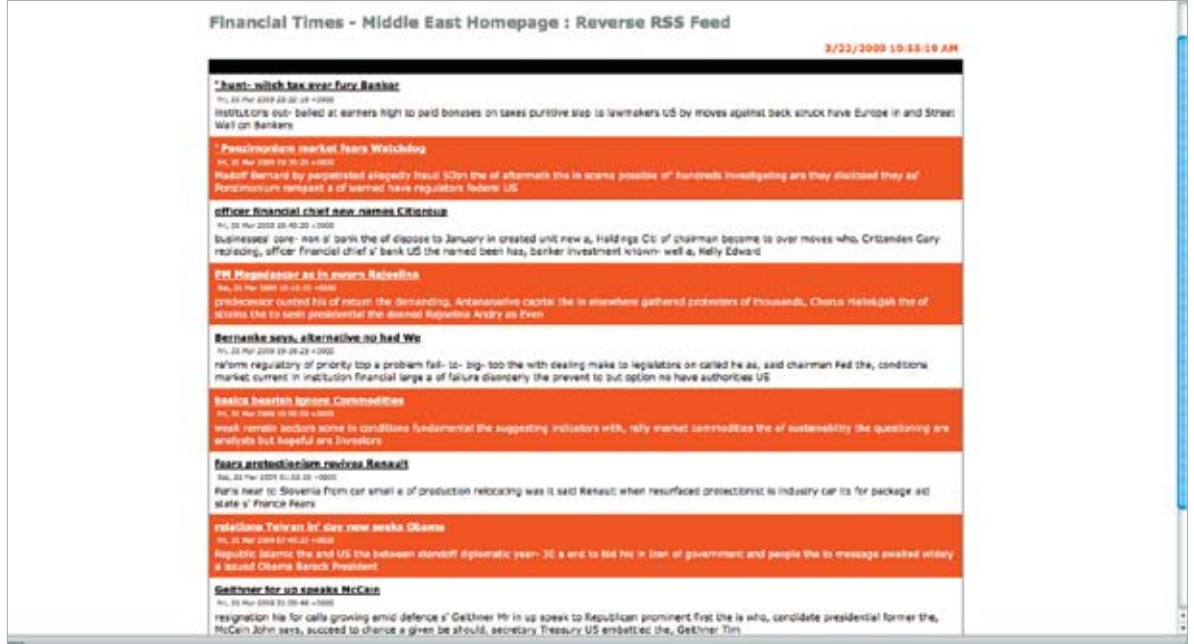 Financial Times - Middle East Homepage : Reverse RSS Feed
3/22/2009 10:55:19 AM
' hunt- witch tax over fury Banker
institutions out- bailed at earners high to paid bonuses on taxes punitive slap to lawmakers US by moves against back struck have Europe in and Street
Wall on Bankers
' Ponzimonium market fears Watchdog
Madoff Bernard by perpetrated allegedly fraud $50bn the of aftermath the in scams possible of' hundreds investigating are they disclosed they as'
Ponzimonium rampant a of warned have regulators federal US
officer financial chief new names Citigroup
businesses' core- non s' bank the of dispose to January in created unit new a, Holdings Citi of chairman become to over moves who, Crittenden Gary
replacing, officer financial chief s' bank US the named been has, banker investment known- well a, Kelly Edward
PM Magadascar as in sworn Rajoelina
predecessor ousted his of return the demanding, Antananarivo capital the in elsewhere gathered protesters of thousands, Chorus Hallelujah the of
strains the to sash presidential the donned Rajoelina Andry as Even
Bernanke says, alternative no had We
reform regulatory of priority top a problem fail- to- big- too the with dealing make to legislators on called he as, said chairman Fed the, conditions
market current in institution financial large a of failure disorderly the prevent to but option no have authorities US
basics bearish ignore Commodities
weak remain sectors some in conditions fundamental the suggesting indicators with, rally market commodities the of sustainability the questioning are
analysts but hopeful are Investors
fears protectionism revives Renault
Paris near to Slovenia from car small a of production relocating was it said Renault when resurfaced protectionist is industry car its for package aid
state s' France Fears
relations Tehran in' day new seeks Obama
Republic Islamic the and US the between standoff diplomatic year- 30 a end to bid his in Iran of government and people the to message awaited widely
a issued Obama Barack President
Geithner for up speaks McCain
resignation his for calls growing amid defence s' Geithner Mr in up speak to Republican prominent first the is who, candidate presidential former the,
McCain John says, succeed to chance a given be should, secretary Treasury US embattled the, Geithner Tim